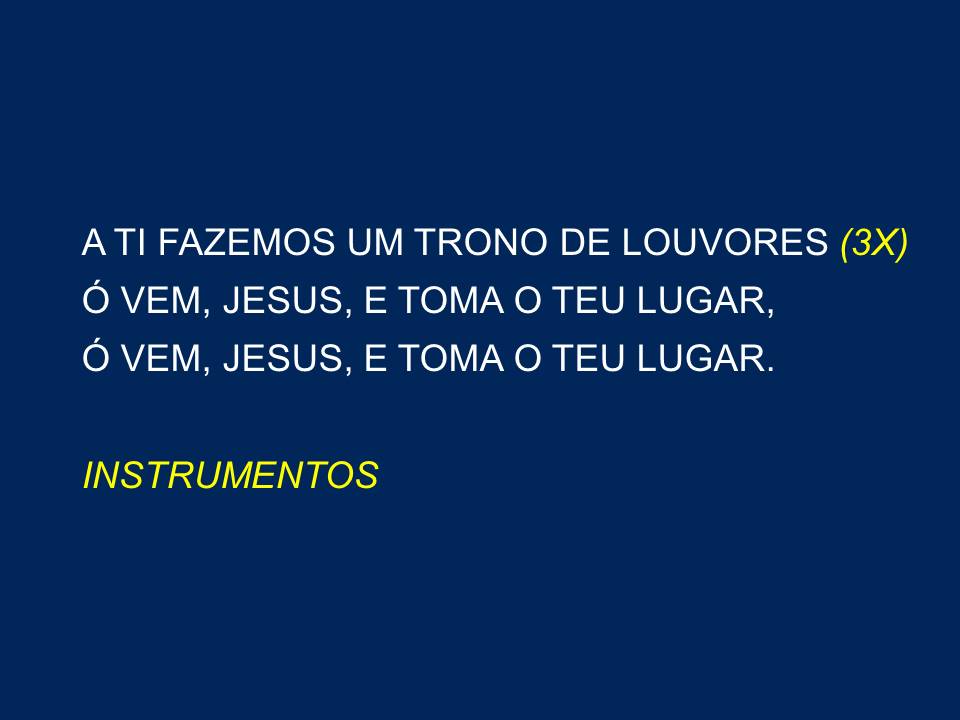 A TI FAZEMOS UM TRONO DE LOUVORES (3X)
Ó VEM, JESUS, E TOMA O TEU LUGAR,
Ó VEM, JESUS, E TOMA O TEU LUGAR.
INSTRUMENTOS